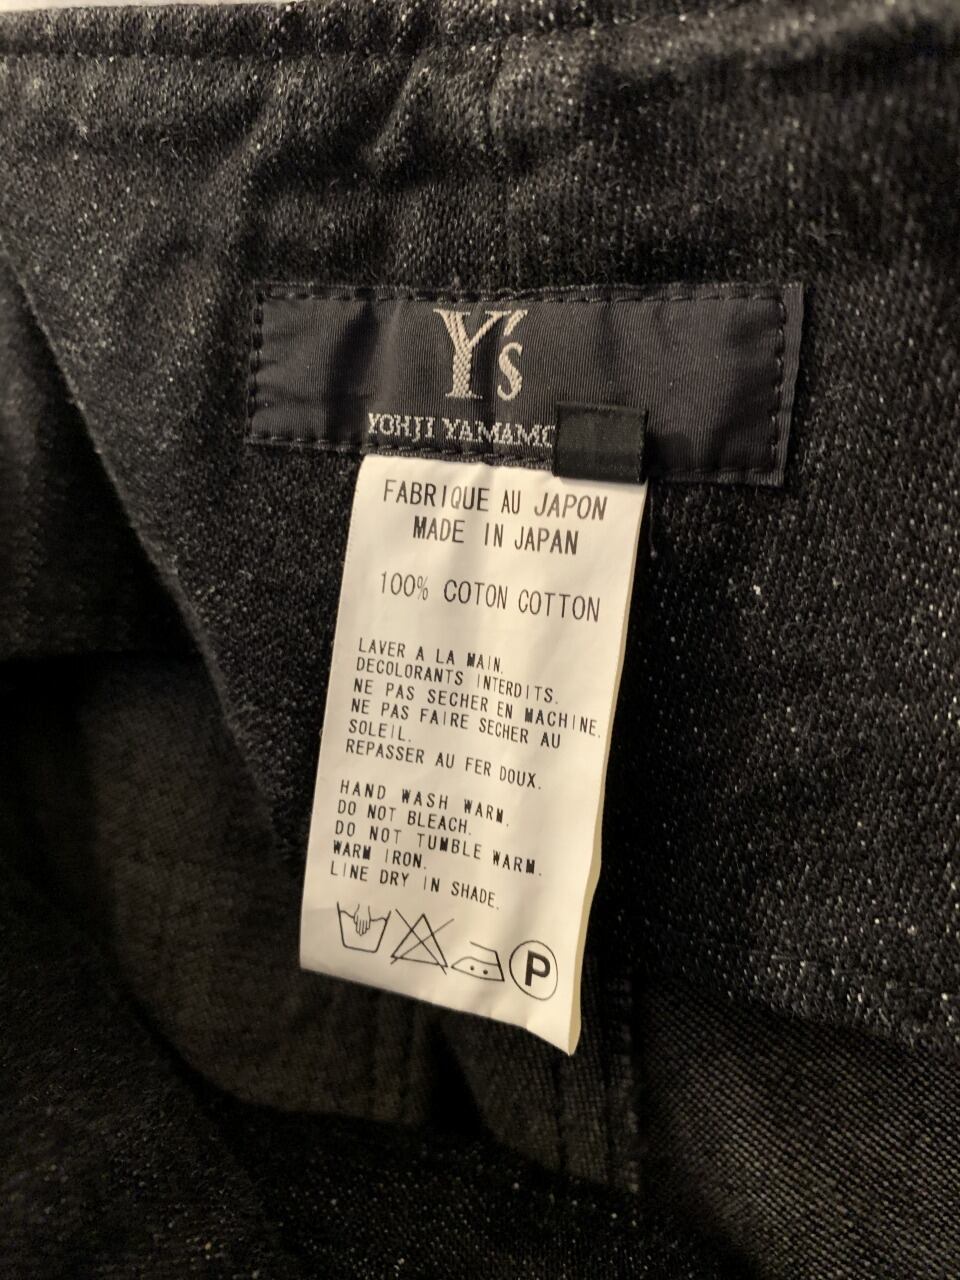 Y's
YOHJI YAMAMO
FABRIQUE AU JAPON
MADE IN JAPAN
100% COTON COTTON
LAVER A LA MAIN.
DECOLORANTS INTERDITS.
NE PAS SECHER EN MACHINE.
NE PAS FAIRE SECHER AU
SOLEIL.
REPASSER AU FER DOUX.
HAND WASH WARM.
DO NOT BLEACH.
DO NOT TUMBLE WARM.
WARM IRON.
LINE DRY IN SHADE.
P